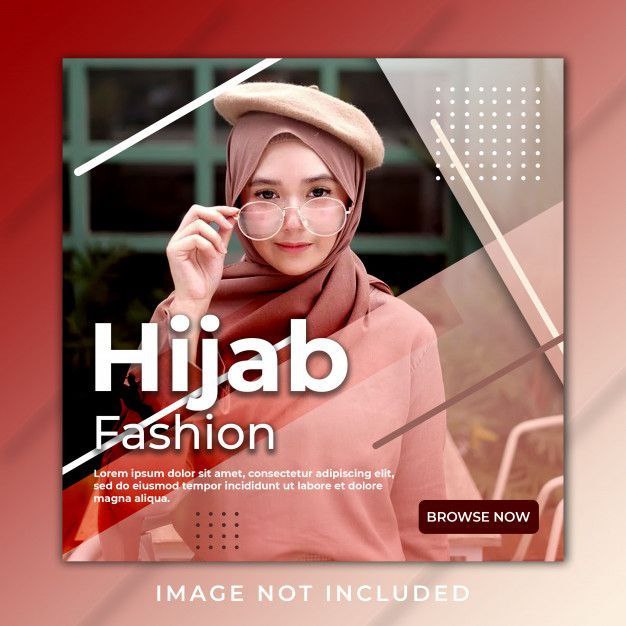 Hijab
Fashion
Lorem ipsum dolor sit amet, consectetur adipiscing elit,
sed do eiusmod tempor incididunt ut labore et dolore
magna aliqua.
BROWSE NOW
IMAGE NOT INCLUDED